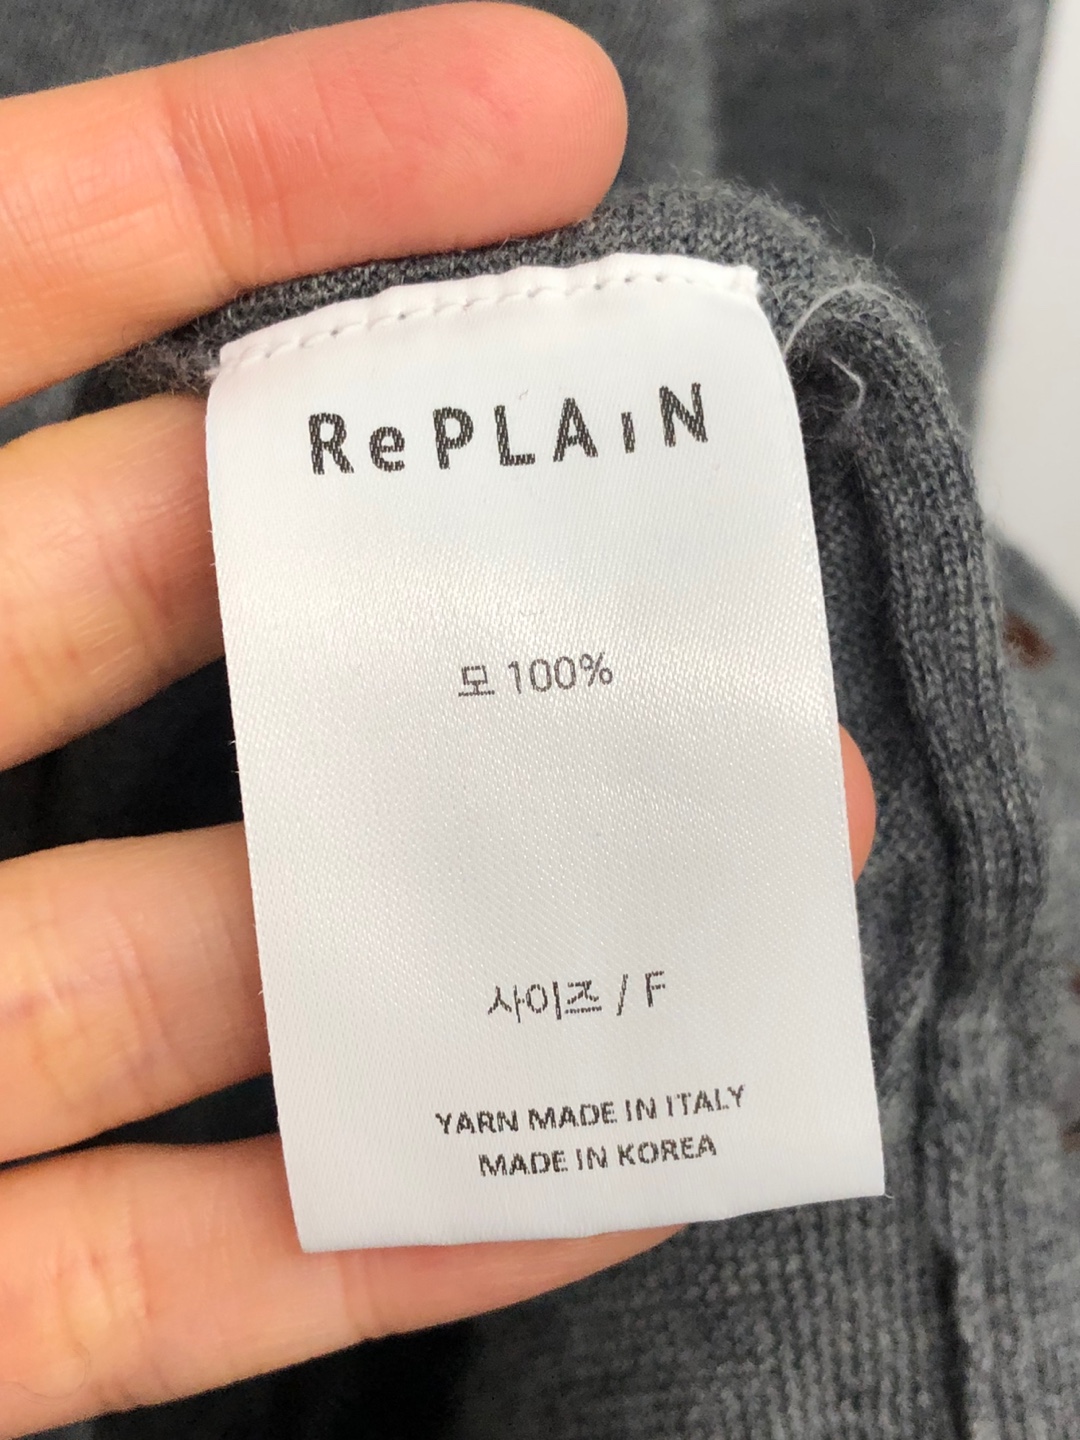 RePLAiN
모 100%
사이즈 / F
YARN MADE IN ITALY
MADE IN KOREA